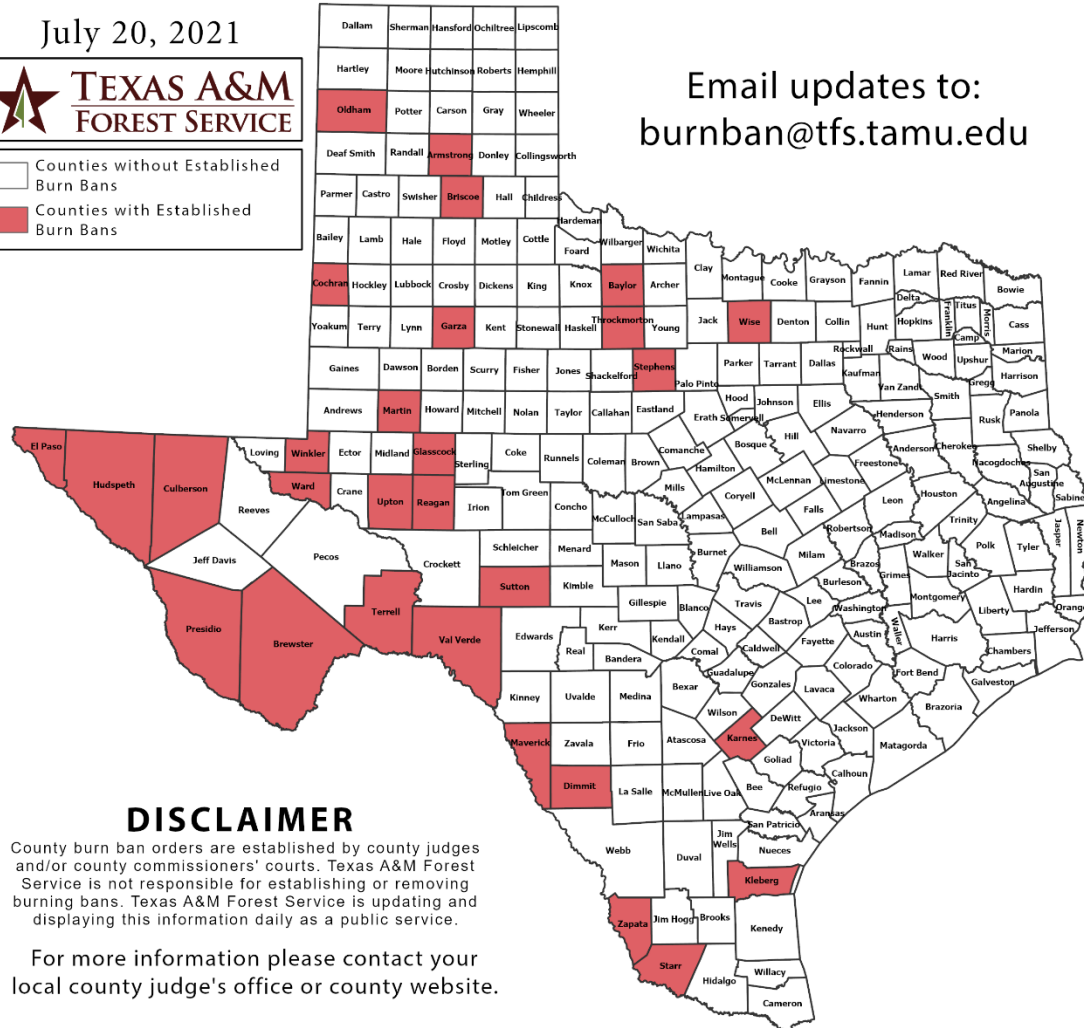 July 20, 2021
TEXAS A&M
FOREST SERVICE
Counties without Established
Burn Bans
Counties with Established
Burn Bans
Email updates to:
burnban@tfs.tamu.edu
Dallam Sherman Hansford Ochiltree Lipscomb
Hartley Moore Hutchinson Roberts Hemphill
Oldham Potter Carson Gray Wheeler
Deaf Smith Randall Armstrong Donley Collingsworth
Parmer Castro Swisher Briscoe Hall Childress
Hardeman
Bailey Lamb Hale Floyd Motley Cottle Foard Wilbarger Wichita
Cochran Hockley Lubbock Crosby Dickens King Knox Baylor Archer Clay Montague Cooke Grayson Fannin Lamar Red River Bowie
Delta Titus
Yoakum Terry Lynn Garza Kent Stonewall Haskell Throckmorton Young Jack Wise Denton Collin Hunt Hopkins Franklin Morris Cass
Camp
Gaines Dawson Borden Scurry Fisher Jones Shackelford Stephens Palo Pinto Parker Tarrant Dallas Rockwall Kaufman Rains Wood Upshur Marion
Van Zandt Gregg Harrison
Andrews Martin Howard Mitchell Nolan Taylor Callahan Eastland Erath Hood Somervell Johnson Ellis Henderson Smith Rusk Panola
El Paso Hudspeth Culberson Loving Winkler Ector Midland Glasscock Sterling Coke Runnels Coleman Brown Comanche Bosque Hill Navarro Anderson Cherokee Shelby
Hamilton Freestone Nacogdoches San Augustine
Reeves Ward Crane Upton Reagan Irion Tom Green Concho McCulloch San Saba Mills Lampasas Coryell McLennan Limestone Leon Houston Angelina Sabine
Falls Bell Robertson Madison Trinity Polk Tyler Jasper Newton
Jeff Davis Pecos Crockett Schleicher Menard Mason Llano Burnet Williamson Milam Brazos Grimes Walker San Jacinto
Burleson Montgomery Liberty Hardin Orange
Presidio Brewster Terrell Val Verde Sutton Kimble Gillespie Blanco Travis Lee Washington Waller Harris Jefferson
Edwards Kerr Kendall Hays Bastrop Fayette Austin Chambers
Real Bandera Comal Caldwell Colorado Fort Bend Galveston
Kinney Uvalde Medina Bexar Guadalupe Gonzales Lavaca Wharton Brazoria
Wilson DeWitt Jackson Matagorda
Maverick Zavala Frio Atascosa Karnes Victoria
Goliad Calhoun
Dimmit La Salle McMullen Live Oak Bee Refugio
Aransas
San Patricio
Webb Duval Jim Wells Nueces
Kleberg
Zapata Jim Hogg Brooks Kenedy
Starr Hidalgo Willacy
Cameron
DISCLAIMER
County burn ban orders are established by county judges
and/or county commissioners' courts. Texas A&M Forest
Service is not responsible for establishing or removing
burning bans. Texas A&M Forest Service is updating and
displaying this information daily as a public service.
For more information please contact your
local county judge's office or county website.